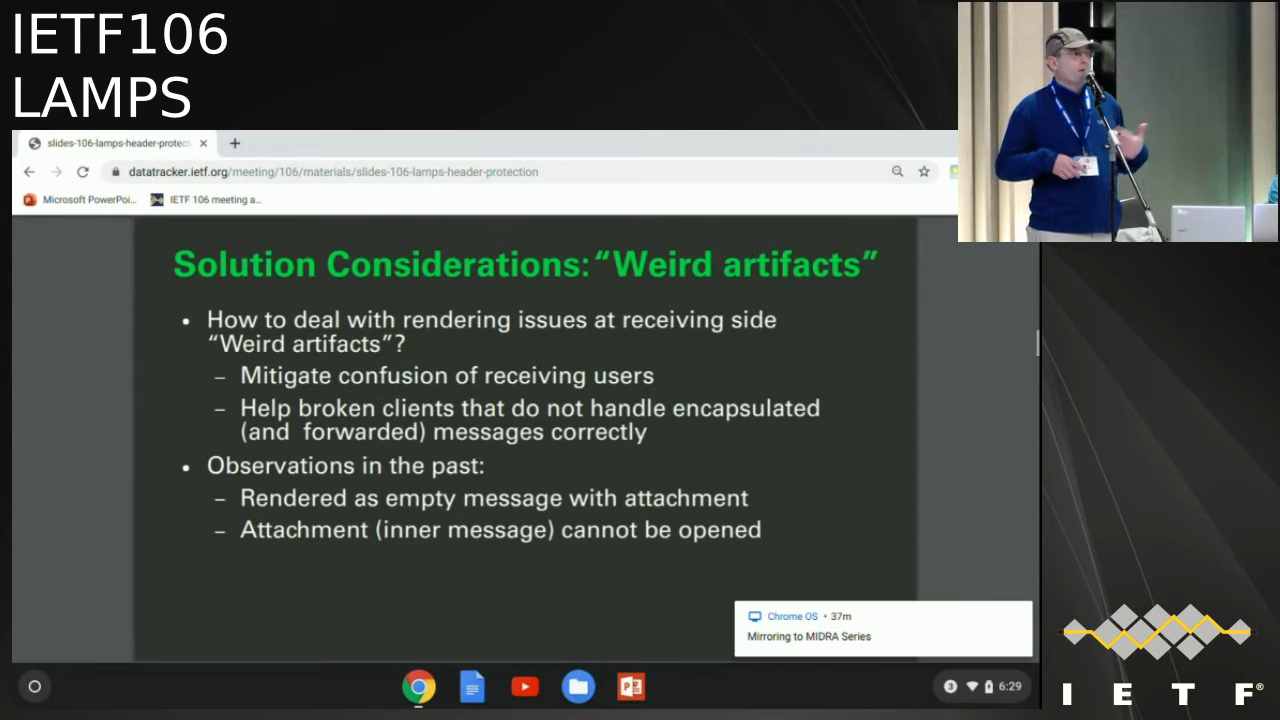 IETF106
LAMPS
slides-106-lamps-header-protec
datatracker.ietf.org/meeting/106/materials/slides-106-lamps-header-protection
Microsoft PowerPoi...
IETF 106 meeting a...
Solution Considerations: “Weird artifacts”
• How to deal with rendering issues at receiving side
“Weird artifacts”?
– Mitigate confusion of receiving users
– Help broken clients that do not handle encapsulated
(and forwarded) messages correctly
• Observations in the past:
– Rendered as empty message with attachment
– Attachment (inner message) cannot be opened
Chrome OS • 37m
Mirroring to MIDRA Series
3 6:29
I E T F®